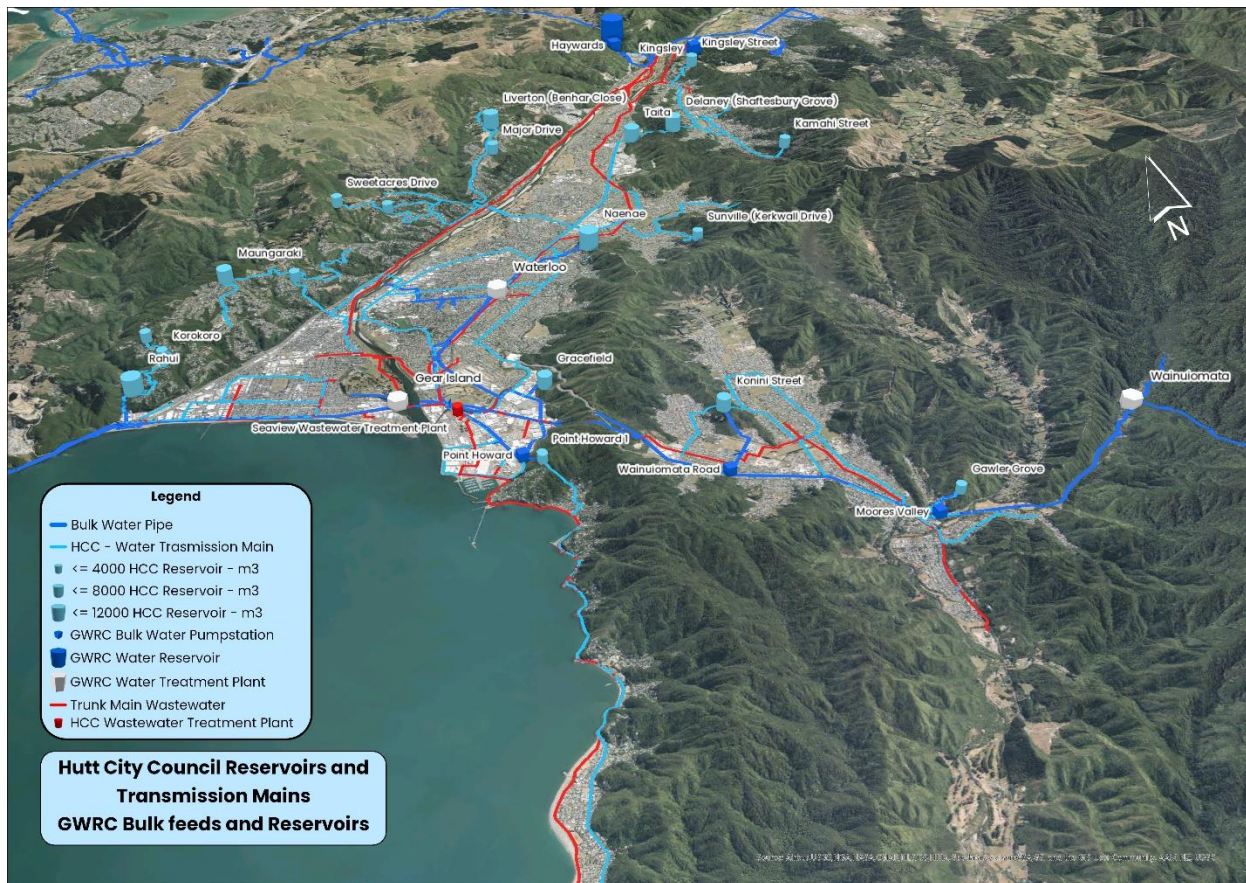 Haywards
Kingsley
Kingsley Street
Liverton (Benhar Close)
Delaney (Shaftesbury Grove)
Taita
Major Drive
Kamahi Street
Sweetacres Drive
Naenae
Sunville (Kerkwall Drive)
Maungaraki
Waterloo
N
Korokoro
Rahui
Gracefield
Gear Island
Konini Street
Wainuiomata
Seaview Wastewater Treatment Plant
Point Howard 1
Point Howard
Wainuiomata Road
Gawler Grove
Moores Valley
Legend
Bulk Water Pipe
HCC - Water Trasmission Main
<= 4000 HCC Reservoir - m3
<= 8000 HCC Reservoir - m3
<= 12000 HCC Reservoir - m3
GWRC Bulk Water Pumpstation
GWRC Water Reservoir
GWRC Water Treatment Plant
Trunk Main Wastewater
HCC Wastewater Treatment Plant
Hutt City Council Reservoirs and
Transmission Mains
GWRC Bulk feeds and Reservoirs